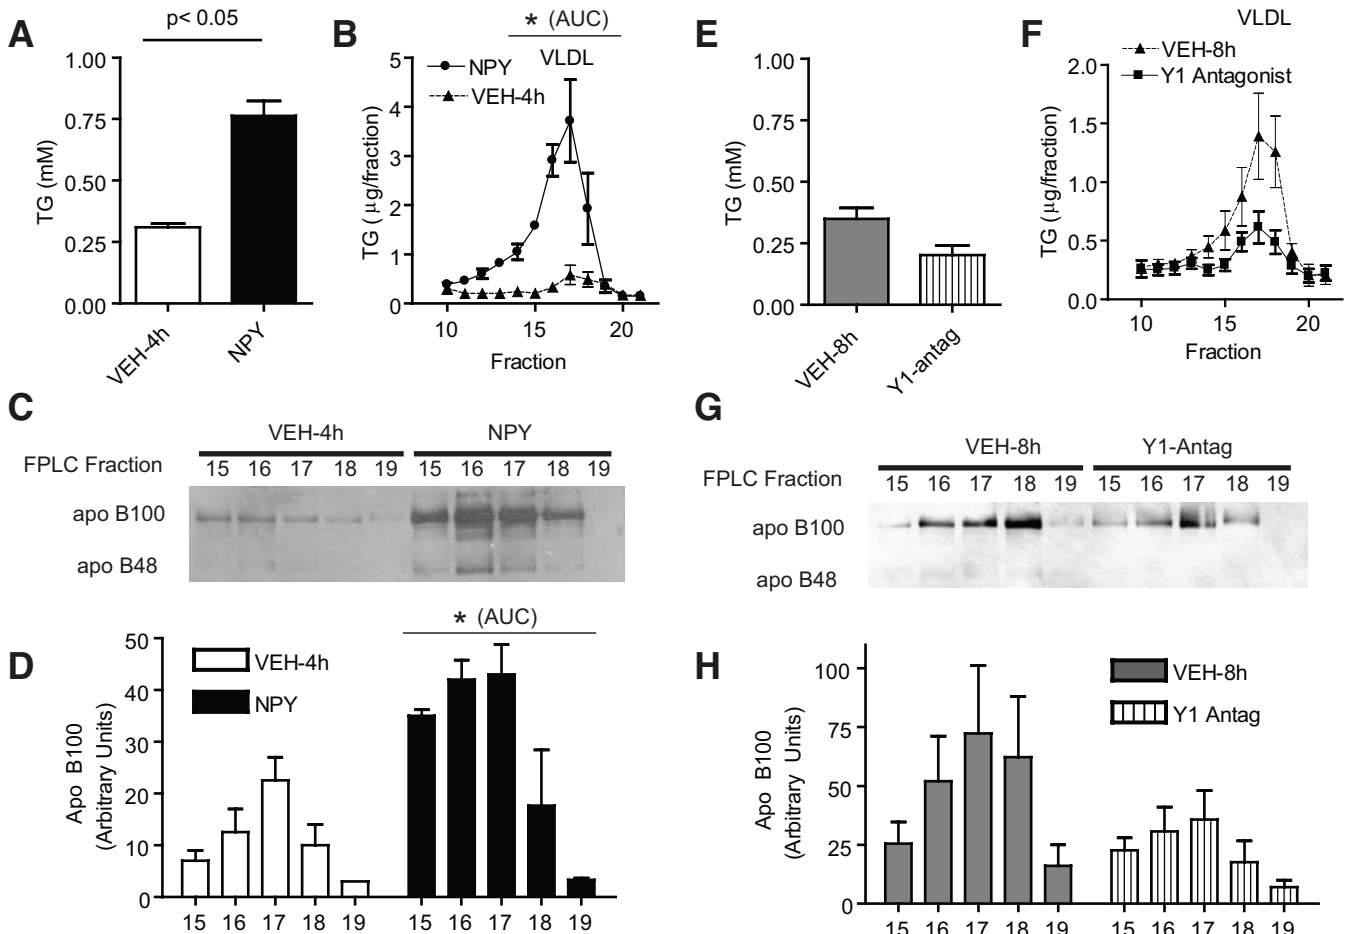 A
p< 0.05
TG (mM)
1.00
0.75
0.50
0.25
0.00
VEH-4h
NPY
B
* (AUC)
VLDL
NPY
VEH-4h
TG ( μg/fraction)
5
4
3
2
1
0
10 15 20
Fraction
E
TG (mM)
1.00
0.75
0.50
0.25
0.00
VEH-8h
Y1-antag
F
VLDL
VEH-8h
Y1 Antagonist
TG (μg/fraction)
2.0
1.5
1.0
0.5
0.0
10 15 20
Fraction
C
VEH-4h NPY
FPLC Fraction 15 16 17 18 19 15 16 17 18 19
apo B100
apo B48
G
VEH-8h Y1-Antag
FPLC Fraction 15 16 17 18 19 15 16 17 18 19
apo B100
apo B48
D
* (AUC)
VEH-4h
NPY
Apo B100
(Arbitrary Units)
50
40
30
20
10
0
15 16 17 18 19 15 16 17 18 19
H
VEH-8h
Y1 Antag
Apo B100
(Arbitrary Units)
100
75
50
25
0
15 16 17 18 19 15 16 17 18 19